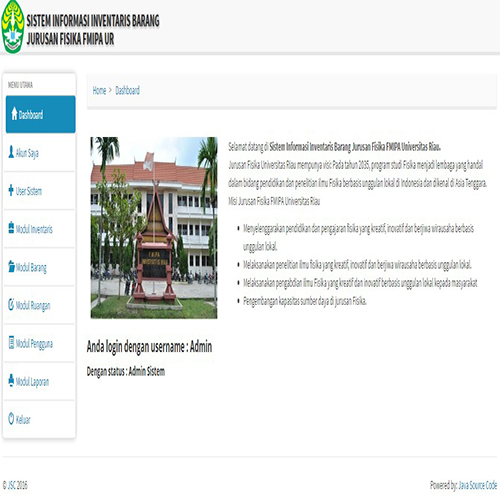 SISTEM INFORMASI INVENTARIS BARANG
JURUSAN FISIKA FMIPA UR
MENU UTAMA
Dashboard
Akun Saya
User Sistem
Modul Inventaris
Modul Barang
Modul Ruangan
Modul Pengguna
Modul Laporan
Keluar
Home > Dashboard
FMIPA
UNIVERSITAS RIAU
Anda login dengan username : Admin
Dengan status : Admin Sistem
Selamat datang di Sistem Informasi Inventaris Barang Jurusan Fisika FMIPA Universitas Riau.
Jurusan Fisika Universitas Riau mempunya visi: Pada tahun 2035, program studi Fisika menjadi lembaga yang handal
dalam bidang pendidikan dan penelitian ilmu Fisika berbasis unggulan lokal di Indonesia dan dikenal di Asia Tenggara.
Misi Jurusan Fisika FMIPA Universitas Riau
• Menyelenggarakan pendidikan dan pengajaran fisika yang kreatif, inovatif dan berjiwa wirausaha berbasis
unggulan lokal.
• Melaksanakan penelitian ilmu fisika yang kreatif, inovatif dan berjiwa wirausaha berbasis unggulan lokal.
• Melaksanakan pengabdian ilmu Fisika yang kreatif dan inovatif berbasis unggulan lokal kepada masyarakat
• Pengembangan kapasitas sumber daya di jurusan Fisika.
© JSC 2016
Powered by: Java Source Code